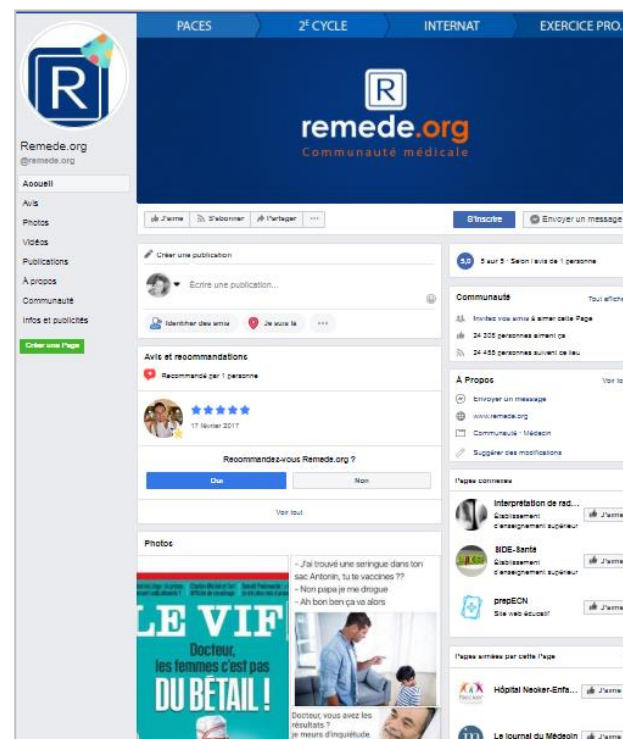 PACES
2E CYCLE
INTERNAT
EXERCICE PRO.
R
R
remede.org
Communauté médicale
Remede.org
@remede.org
Accueil
Avis
Photos
Vidéos
Publications
À propos
Communauté
Infos et publicités
Créer une Page
J'aime
S'abonner
Partager
...
S'inscrire
Envoyer un message
Créer une publication
Écrire une publication...
Identifier des amis
Je suis là
...
Avis et recommandations
Recommandé par 1 personne
17 février 2017
Recommandez-vous Remede.org ?
Oui
Non
Voir tout
Photos
LE VIF
Docteur,
les femmes c'est pas
DU BÉTAIL !
- J'ai trouvé une seringue dans ton
sac Antonin, tu te vaccines ??
- Non papa je me drogue
- Ah bon ben ça va alors
Docteur, vous avez les
résultats ?
je meurs d'inquiétude
5,0
5 sur 5 · Selon l'avis de 1 personne
Communauté
Tout affiche
Invitez vos amis à aimer cette Page
24 305 personnes aiment ça
24 455 personnes suivent ce lieu
À Propos
Voir to
Envoyer un message
www.remede.org
Communauté · Médecin
Suggérer des modifications
Pages connexes
Interprétation de rad...
Établissement
d'enseignement supérieur
J'aime
SIDE-Santé
Établissement
d'enseignement supérieur
J'aime
prepECN
Site web éducatif
J'aime
Pages aimées par cette Page
Necker
Hôpital Necker-Enfa...
J'aime
Le journal du Médecin
J'aime